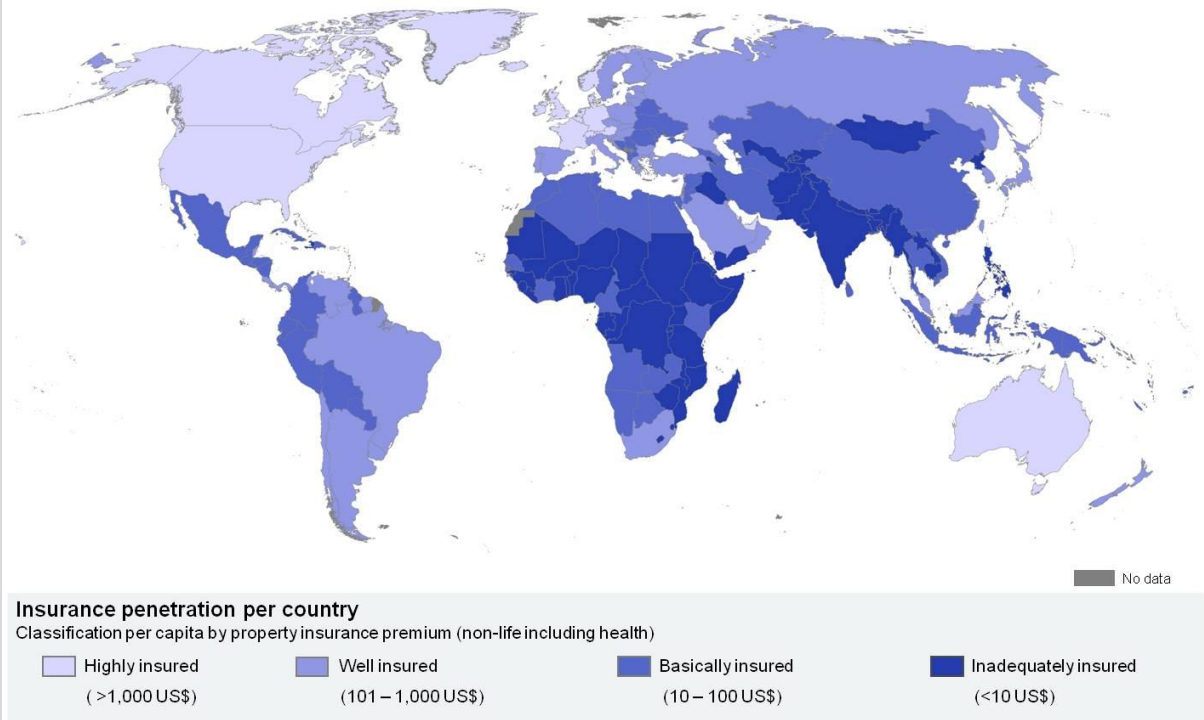 No data
Insurance penetration per country
Classification per capita by property insurance premium (non-life including health)
Highly insured
Well insured
Basically insured
Inadequately insured
( >1,000 US$)
(101 – 1,000 US$)
(10 – 100 US$)
(<10 US$)